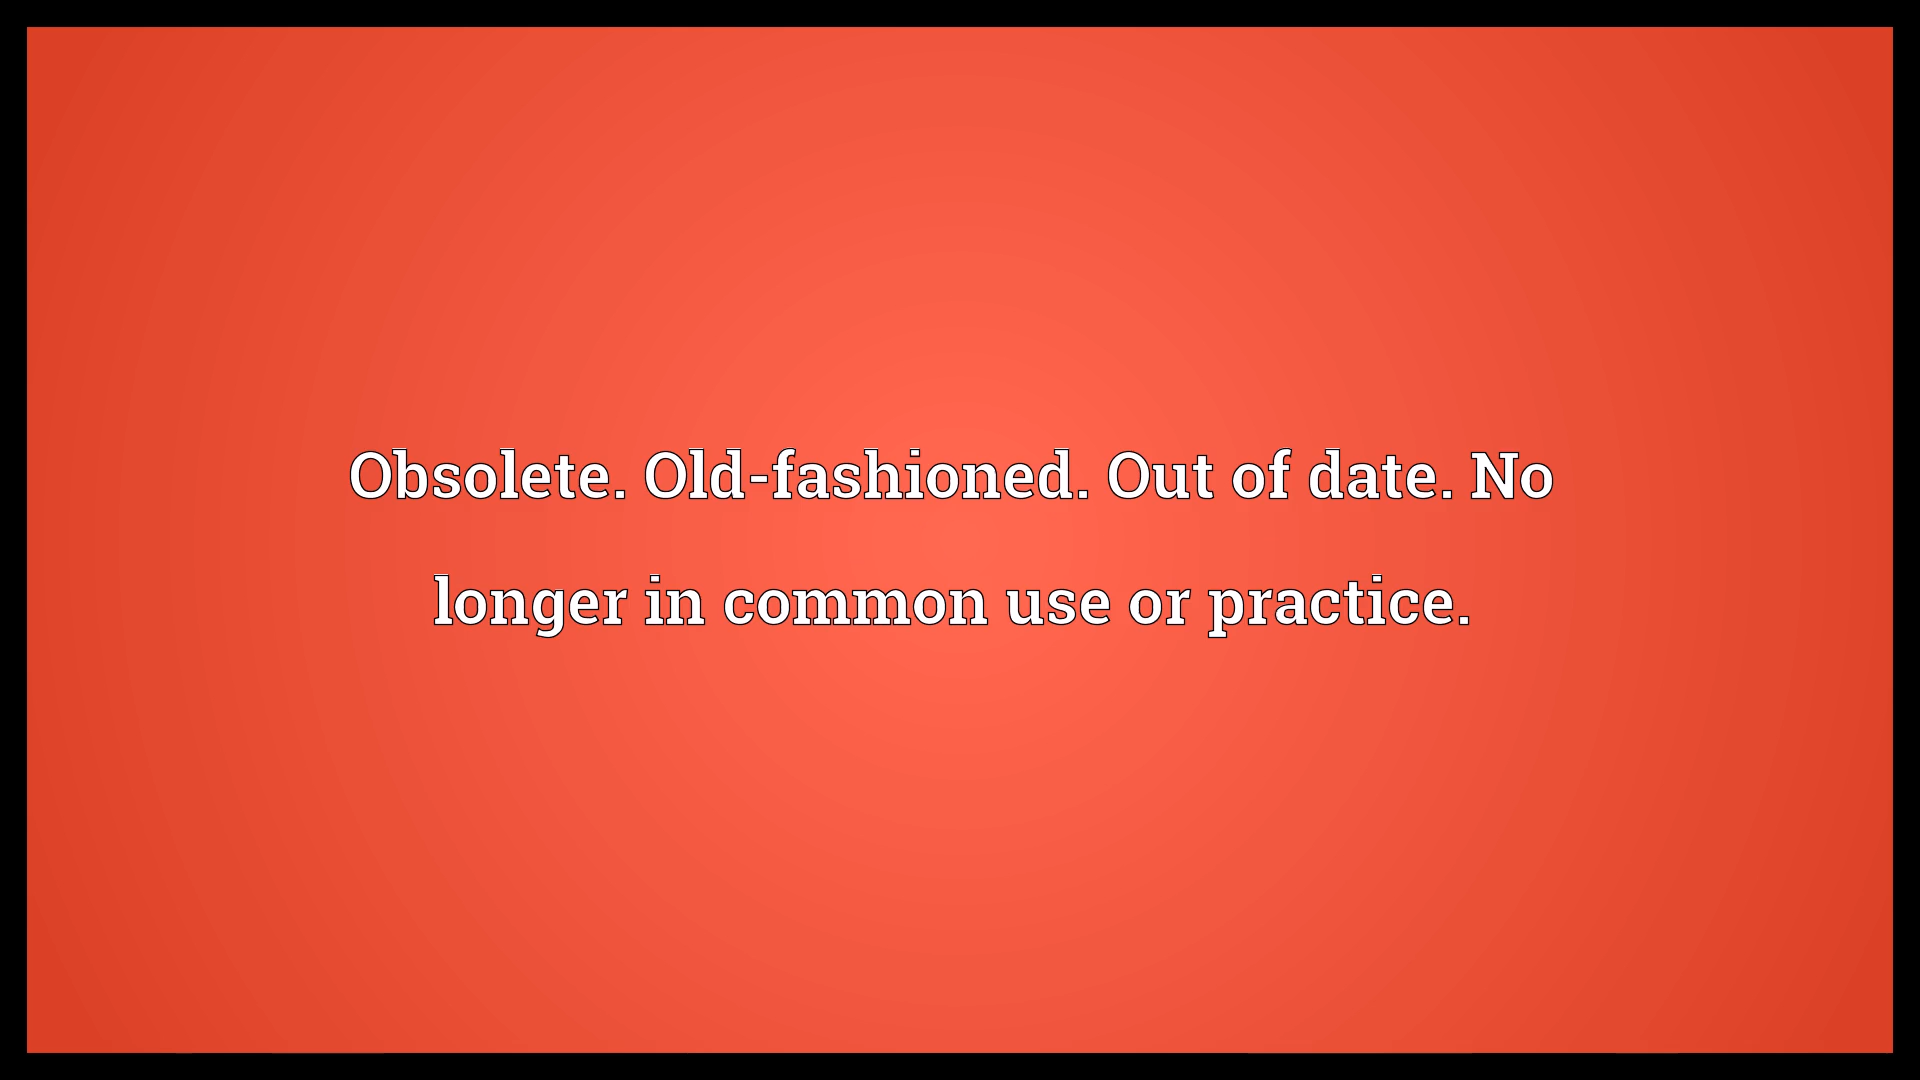 Obsolete. Old-fashioned. Out of date. No
longer in common use or practice.